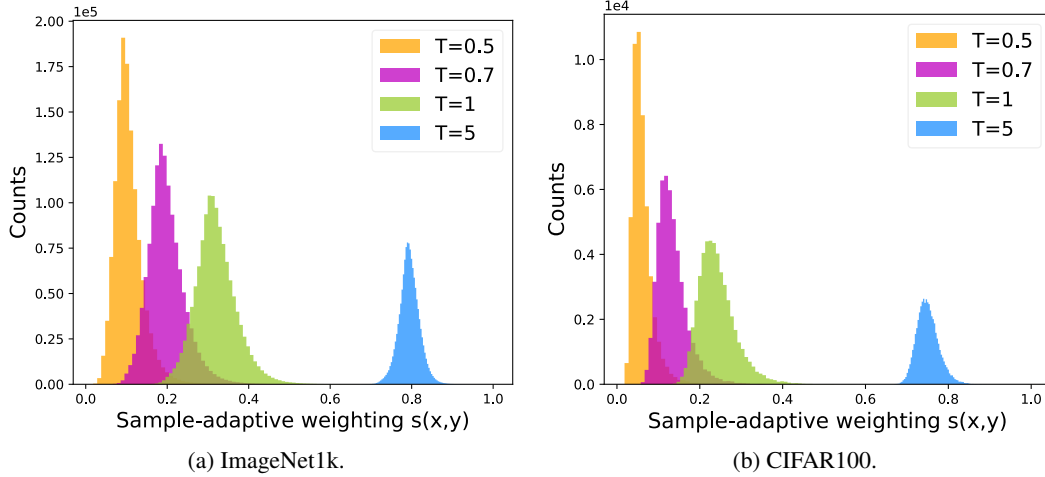 1e5
2.00
1.75
1.50
1.25
1.00
0.75
0.50
0.25
0.00
Counts
0.0 0.2 0.4 0.6 0.8 1.0
Sample-adaptive weighting s(x,y)
T=0.5
T=0.7
T=1
T=5
(a) ImageNet1k.
1e4
1.0
0.8
0.6
0.4
0.2
0.0
Counts
0.0 0.2 0.4 0.6 0.8 1.0
Sample-adaptive weighting s(x,y)
T=0.5
T=0.7
T=1
T=5
(b) CIFAR100.